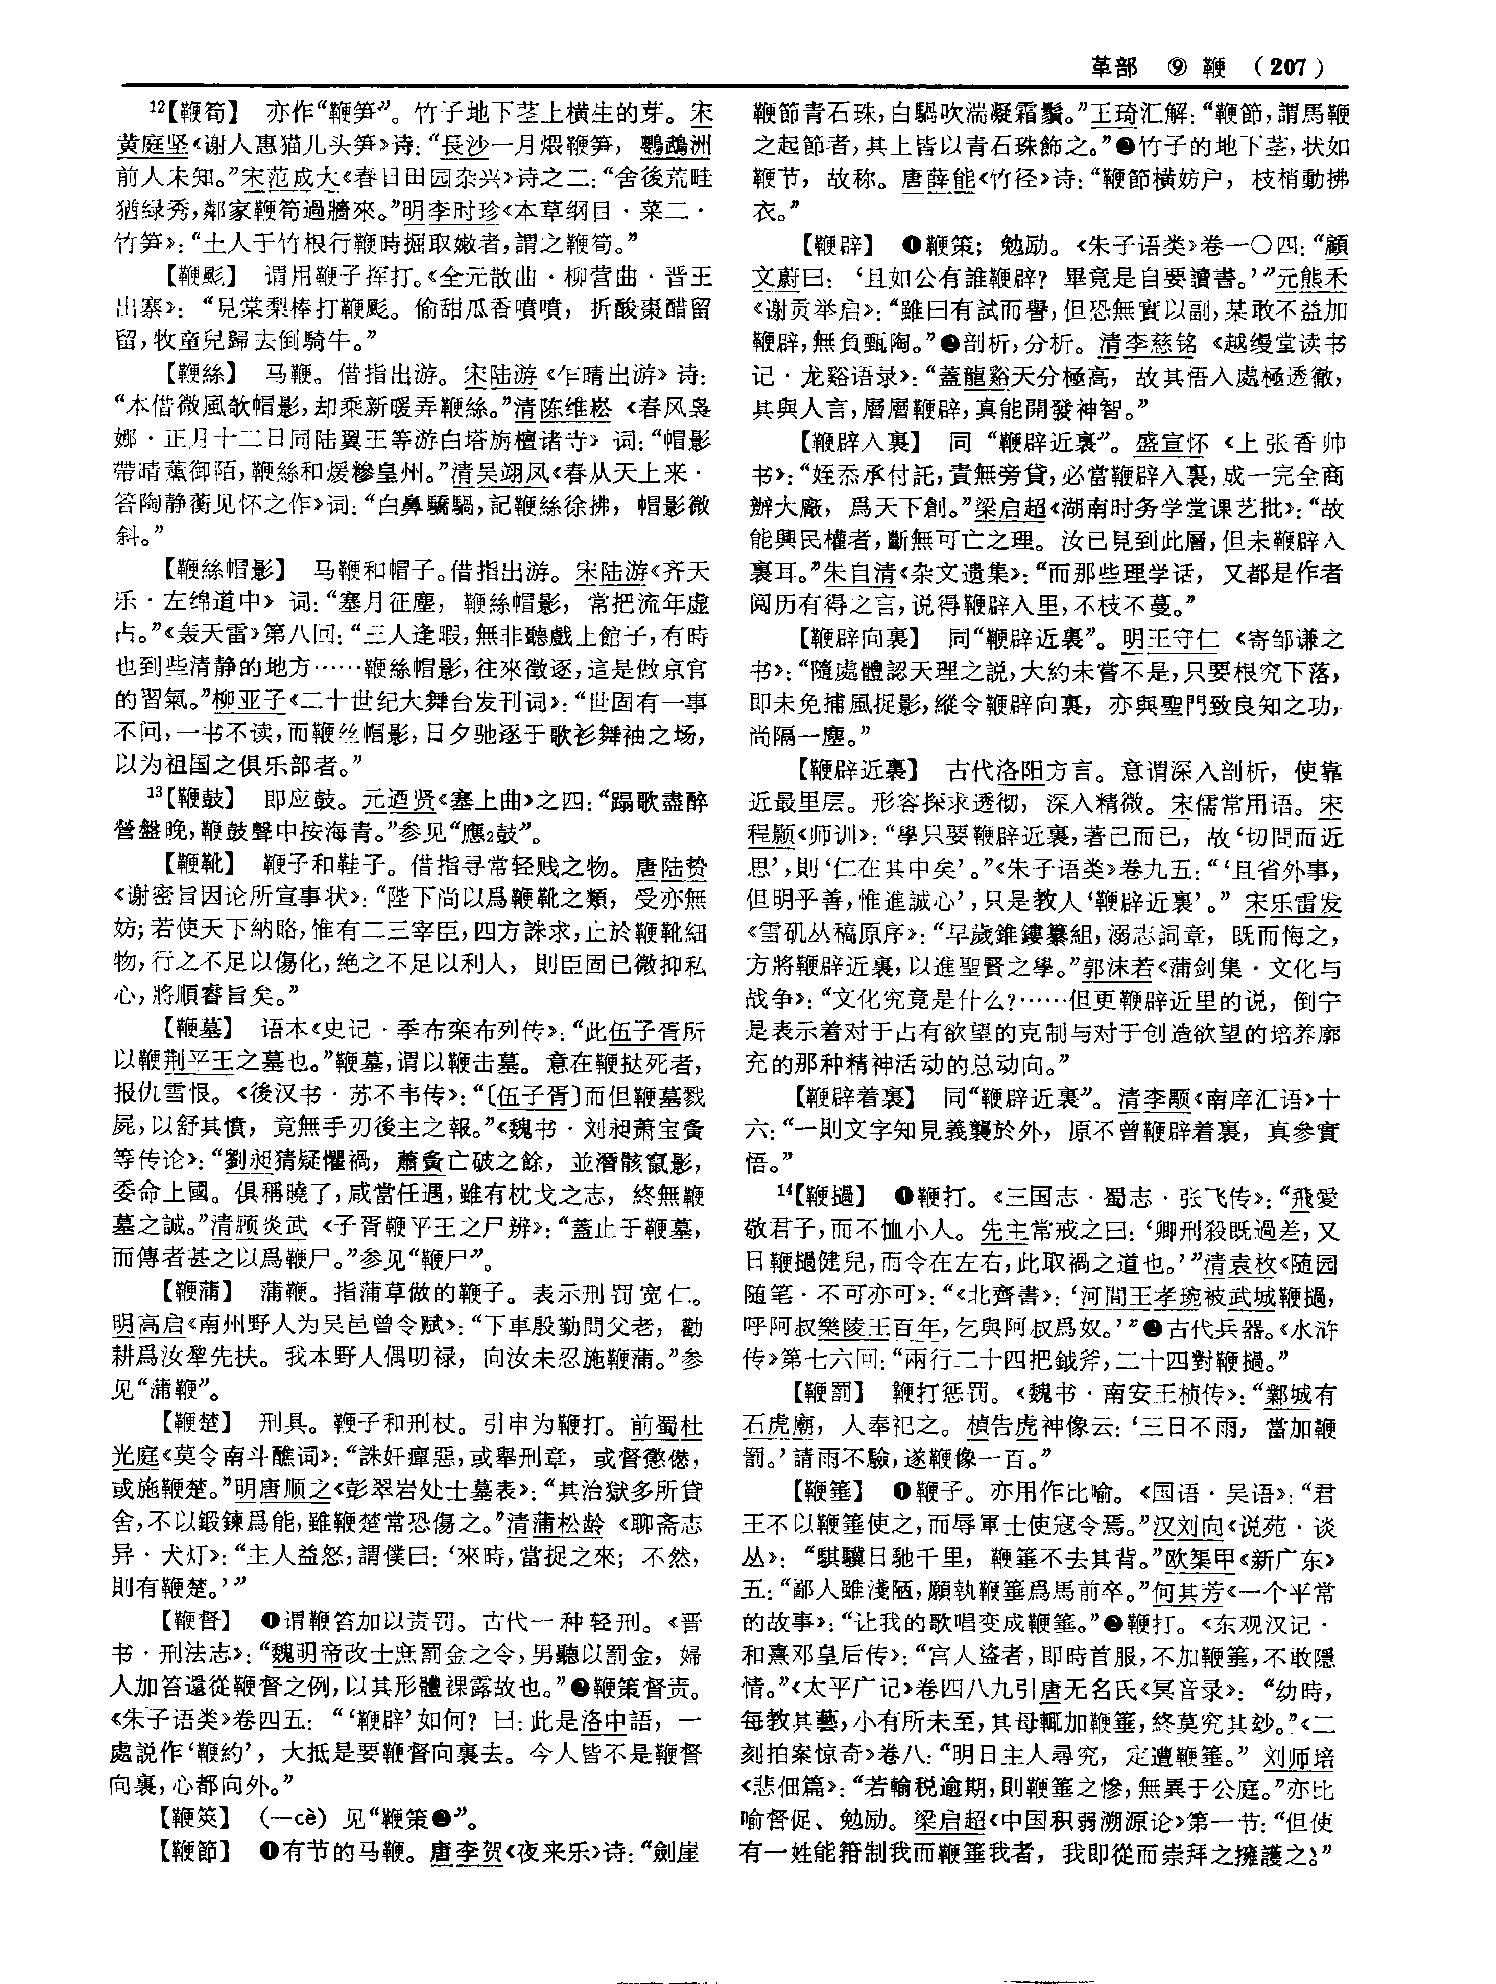 革部 ⑨ 鞭 （207）
12【鞭筍】 亦作“鞭笋”。竹子地下茎上横生的芽。宋
黄庭坚《谢人惠猫儿头笋》诗：“長沙一月煨鞭笋，鸚鵡洲
前人未知。”宋范成大《春日田园杂兴》诗之二：“舍後荒畦
猶绿秀，鄰家鞭筍過牆來。”明李时珍《本草纲目·菜二·
竹笋》：“土人于竹根行鞭時掘取嫩者，謂之鞭筍。”
【鞭颩】 谓用鞭子挥打。《全元散曲·柳营曲·晋王
出寨》：“見棠梨棒打鞭颩。偷甜瓜香噴噴，折酸棗醋留
留，牧童兒歸去倒騎牛。”
【鞭絲】 马鞭。借指出游。宋陆游《乍晴出游》诗：
“本借微風欹帽影，却乘新暖弄鞭絲。”清陈维崧《春风袅
娜·正月十二日同陆翼王等游白塔旃檀诸寺》词：“帽影
帶晴薰御陌，鞭絲和煖糝皇州。”清吴翊凤《春从天上来·
答陶静蘅见怀之作》词：“白鼻驕騧，記鞭絲徐拂，帽影微
斜。”
【鞭絲帽影】 马鞭和帽子。借指出游。宋陆游《齐天
乐·左绵道中》词：“塞月征塵，鞭絲帽影，常把流年虚
占。”《轰天雷》第八回：“三人逢暇，無非聽戲上館子，有時
也到些清静的地方……鞭絲帽影，往來徵逐，這是做京官
的習氣。”柳亚子《二十世纪大舞台发刊词》：“世固有一事
不问，一书不读，而鞭丝帽影，日夕驰逐于歌衫舞袖之场，
以为祖国之俱乐部者。”
13【鞭鼓】 即应鼓。元迺贤《塞上曲》之四：“蹋歌盡醉
營盤晚，鞭鼓聲中按海青。”参见“應2鼓”。
【鞭靴】 鞭子和鞋子。借指寻常轻贱之物。唐陆贽
《谢密旨因论所宣事状》：“陛下尚以爲鞭靴之類，受亦無
妨；若使天下納賂，惟有二三宰臣，四方誅求，止於鞭靴細
物，行之不足以傷化，絶之不足以利人，則臣固已微抑私
心，將順睿旨矣。”
【鞭墓】 语本《史记·季布栾布列传》：“此伍子胥所
以鞭荆平王之墓也。”鞭墓，谓以鞭击墓。意在鞭挞死者，
报仇雪恨。《後汉书·苏不韦传》：“〔伍子胥〕而但鞭墓戮
屍，以舒其憤，竟無手刃後主之報。”《魏书·刘昶萧宝夤
等传论》：“劉昶猜疑懼禍，蕭夤亡破之餘，並潛骸竄影，
委命上國。俱稱曉了，咸當任遇，雖有枕戈之志，終無鞭
墓之誠。”清顾炎武《子胥鞭平王之尸辨》：“蓋止于鞭墓，
而傳者甚之以爲鞭尸。”参见“鞭尸”。
【鞭蒲】 蒲鞭。指蒲草做的鞭子。表示刑罚宽仁。
明高启《南州野人为吴邑曾令赋》：“下車殷勤問父老，勸
耕爲汝犂先扶。我本野人偶叨禄，向汝未忍施鞭蒲。”参
见“蒲鞭”。
【鞭楚】 刑具。鞭子和刑杖。引申为鞭打。前蜀杜
光庭《莫令南斗醮词》：“誅奸癉惡，或舉刑章，或督懲僽，
或施鞭楚。”明唐顺之《彭翠岩处士墓表》：“其治獄多所貸
舍，不以鍛鍊爲能，雖鞭楚常恐傷之。”清蒲松龄《聊斋志
异·犬灯》：“主人益怒，謂僕曰：‘來時，當捉之來；不然，
則有鞭楚。’”
【鞭督】 ❶谓鞭笞加以责罚。古代一种轻刑。《晋
书·刑法志》：“魏明帝改士庶罰金之令，男聽以罰金，婦
人加笞還從鞭督之例，以其形體裸露故也。”❷鞭策督责。
《朱子语类》卷四五：“‘鞭辟’如何？曰：此是洛中語，一
處説作‘鞭約’，大抵是要鞭督向裏去。今人皆不是鞭督
向裏，心都向外。”
【鞭筴】（—cè）见“鞭策❷”。
【鞭節】 ❶有节的马鞭。唐李贺《夜来乐》诗：“劍崖
鞭節青石珠，白騧吹湍凝霜鬚。”王琦汇解：“鞭節，謂馬鞭
之起節者，其上皆以青石珠飾之。”❷竹子的地下茎，状如
鞭节，故称。唐薛能《竹径》诗：“鞭節横妨户，枝梢動拂
衣。”
【鞭辟】 ❶鞭策；勉励。《朱子语类》卷一〇四：“顧
文蔚曰：‘且如公有誰鞭辟？畢竟是自要讀書。’”元熊禾
《谢贡举启》：“雖曰有試而譽，但恐無實以副，某敢不益加
鞭辟，無負甄陶。”❷剖析，分析。清李慈铭《越缦堂读书
记·龙谿语录》：“蓋龍谿天分極高，故其悟入處極透徹，
其與人言，層層鞭辟，真能開發神智。”
【鞭辟入裏】 同“鞭辟近裏”。盛宣怀《上张香帅
书》：“姪忝承付託，責無旁貸，必當鞭辟入裏，成一完全商
辦大廠，爲天下創。”梁启超《湖南时务学堂课艺批》：“故
能興民權者，斷無可亡之理。汝已見到此層，但未鞭辟入
裏耳。”朱自清《杂文遗集》：“而那些理学话，又都是作者
阅历有得之言，说得鞭辟入里，不枝不蔓。”
【鞭辟向裏】 同“鞭辟近裏”。明王守仁《寄邹谦之
书》：“隨處體認天理之説，大約未嘗不是，只要根究下落，
即未免捕風捉影，縱令鞭辟向裏，亦與聖門致良知之功，
尚隔一塵。”
【鞭辟近裏】 古代洛阳方言。意谓深入剖析，使靠
近最里层。形容探求透彻，深入精微。宋儒常用语。宋
程颢《师训》：“學只要鞭辟近裏，著己而已，故‘切問而近
思’，則‘仁在其中矣’。”《朱子语类》卷九五：“‘且省外事，
但明乎善，惟進誠心’，只是教人‘鞭辟近裏’。”宋乐雷发
《雪矶丛稿原序》：“早歲錐鏤纂組，溺志詞章，既而悔之，
方將鞭辟近裏，以進聖賢之學。”郭沫若《蒲剑集·文化与
战争》：“文化究竟是什么？……但更鞭辟近里的说，倒宁
是表示着对于占有欲望的克制与对于创造欲望的培养廓
充的那种精神活动的总动向。”
【鞭辟着裏】 同“鞭辟近裏”。清李颙《南庠汇语》十
六：“一則文字知見義襲於外，原不曾鞭辟着裏，真參實
悟。”
14【鞭撾】 ❶鞭打。《三国志·蜀志·张飞传》：“飛愛
敬君子，而不恤小人。先主常戒之曰：‘卿刑殺既過差，又
日鞭撾健兒，而令在左右，此取禍之道也。’”清袁枚《随园
随笔·不可亦可》：“《北齊書》：‘河間王孝琬被武城鞭撾，
呼阿叔樂陵王百年，乞與阿叔爲奴。’”❷古代兵器。《水浒
传》第七六回：“兩行二十四把鉞斧，二十四對鞭撾。”
【鞭罰】 鞭打惩罚。《魏书·南安王桢传》：“鄴城有
石虎廟，人奉祀之。楨告虎神像云：‘三日不雨，當加鞭
罰。’請雨不驗，遂鞭像一百。”
【鞭箠】 ❶鞭子。亦用作比喻。《国语·吴语》：“君
王不以鞭箠使之，而辱軍士使寇令焉。”汉刘向《说苑·谈
丛》：“騏驥日馳千里，鞭箠不去其背。”欧榘甲《新广东》
五：“鄙人雖淺陋，願執鞭箠爲馬前卒。”何其芳《一个平常
的故事》：“让我的歌唱变成鞭箠。”❷鞭打。《东观汉记·
和熹邓皇后传》：“宫人盗者，即時首服，不加鞭箠，不敢隱
情。”《太平广记》卷四八九引唐无名氏《冥音录》：“幼時，
每教其藝，小有所未至，其母輒加鞭箠，終莫究其玅。”《二
刻拍案惊奇》卷八：“明日主人尋究，定遭鞭箠。”刘师培
《悲佃篇》：“若輸税逾期，則鞭箠之慘，無異于公庭。”亦比
喻督促、勉励。梁启超《中国积弱溯源论》第一节：“但使
有一姓能箝制我而鞭箠我者，我即從而崇拜之擁護之。”